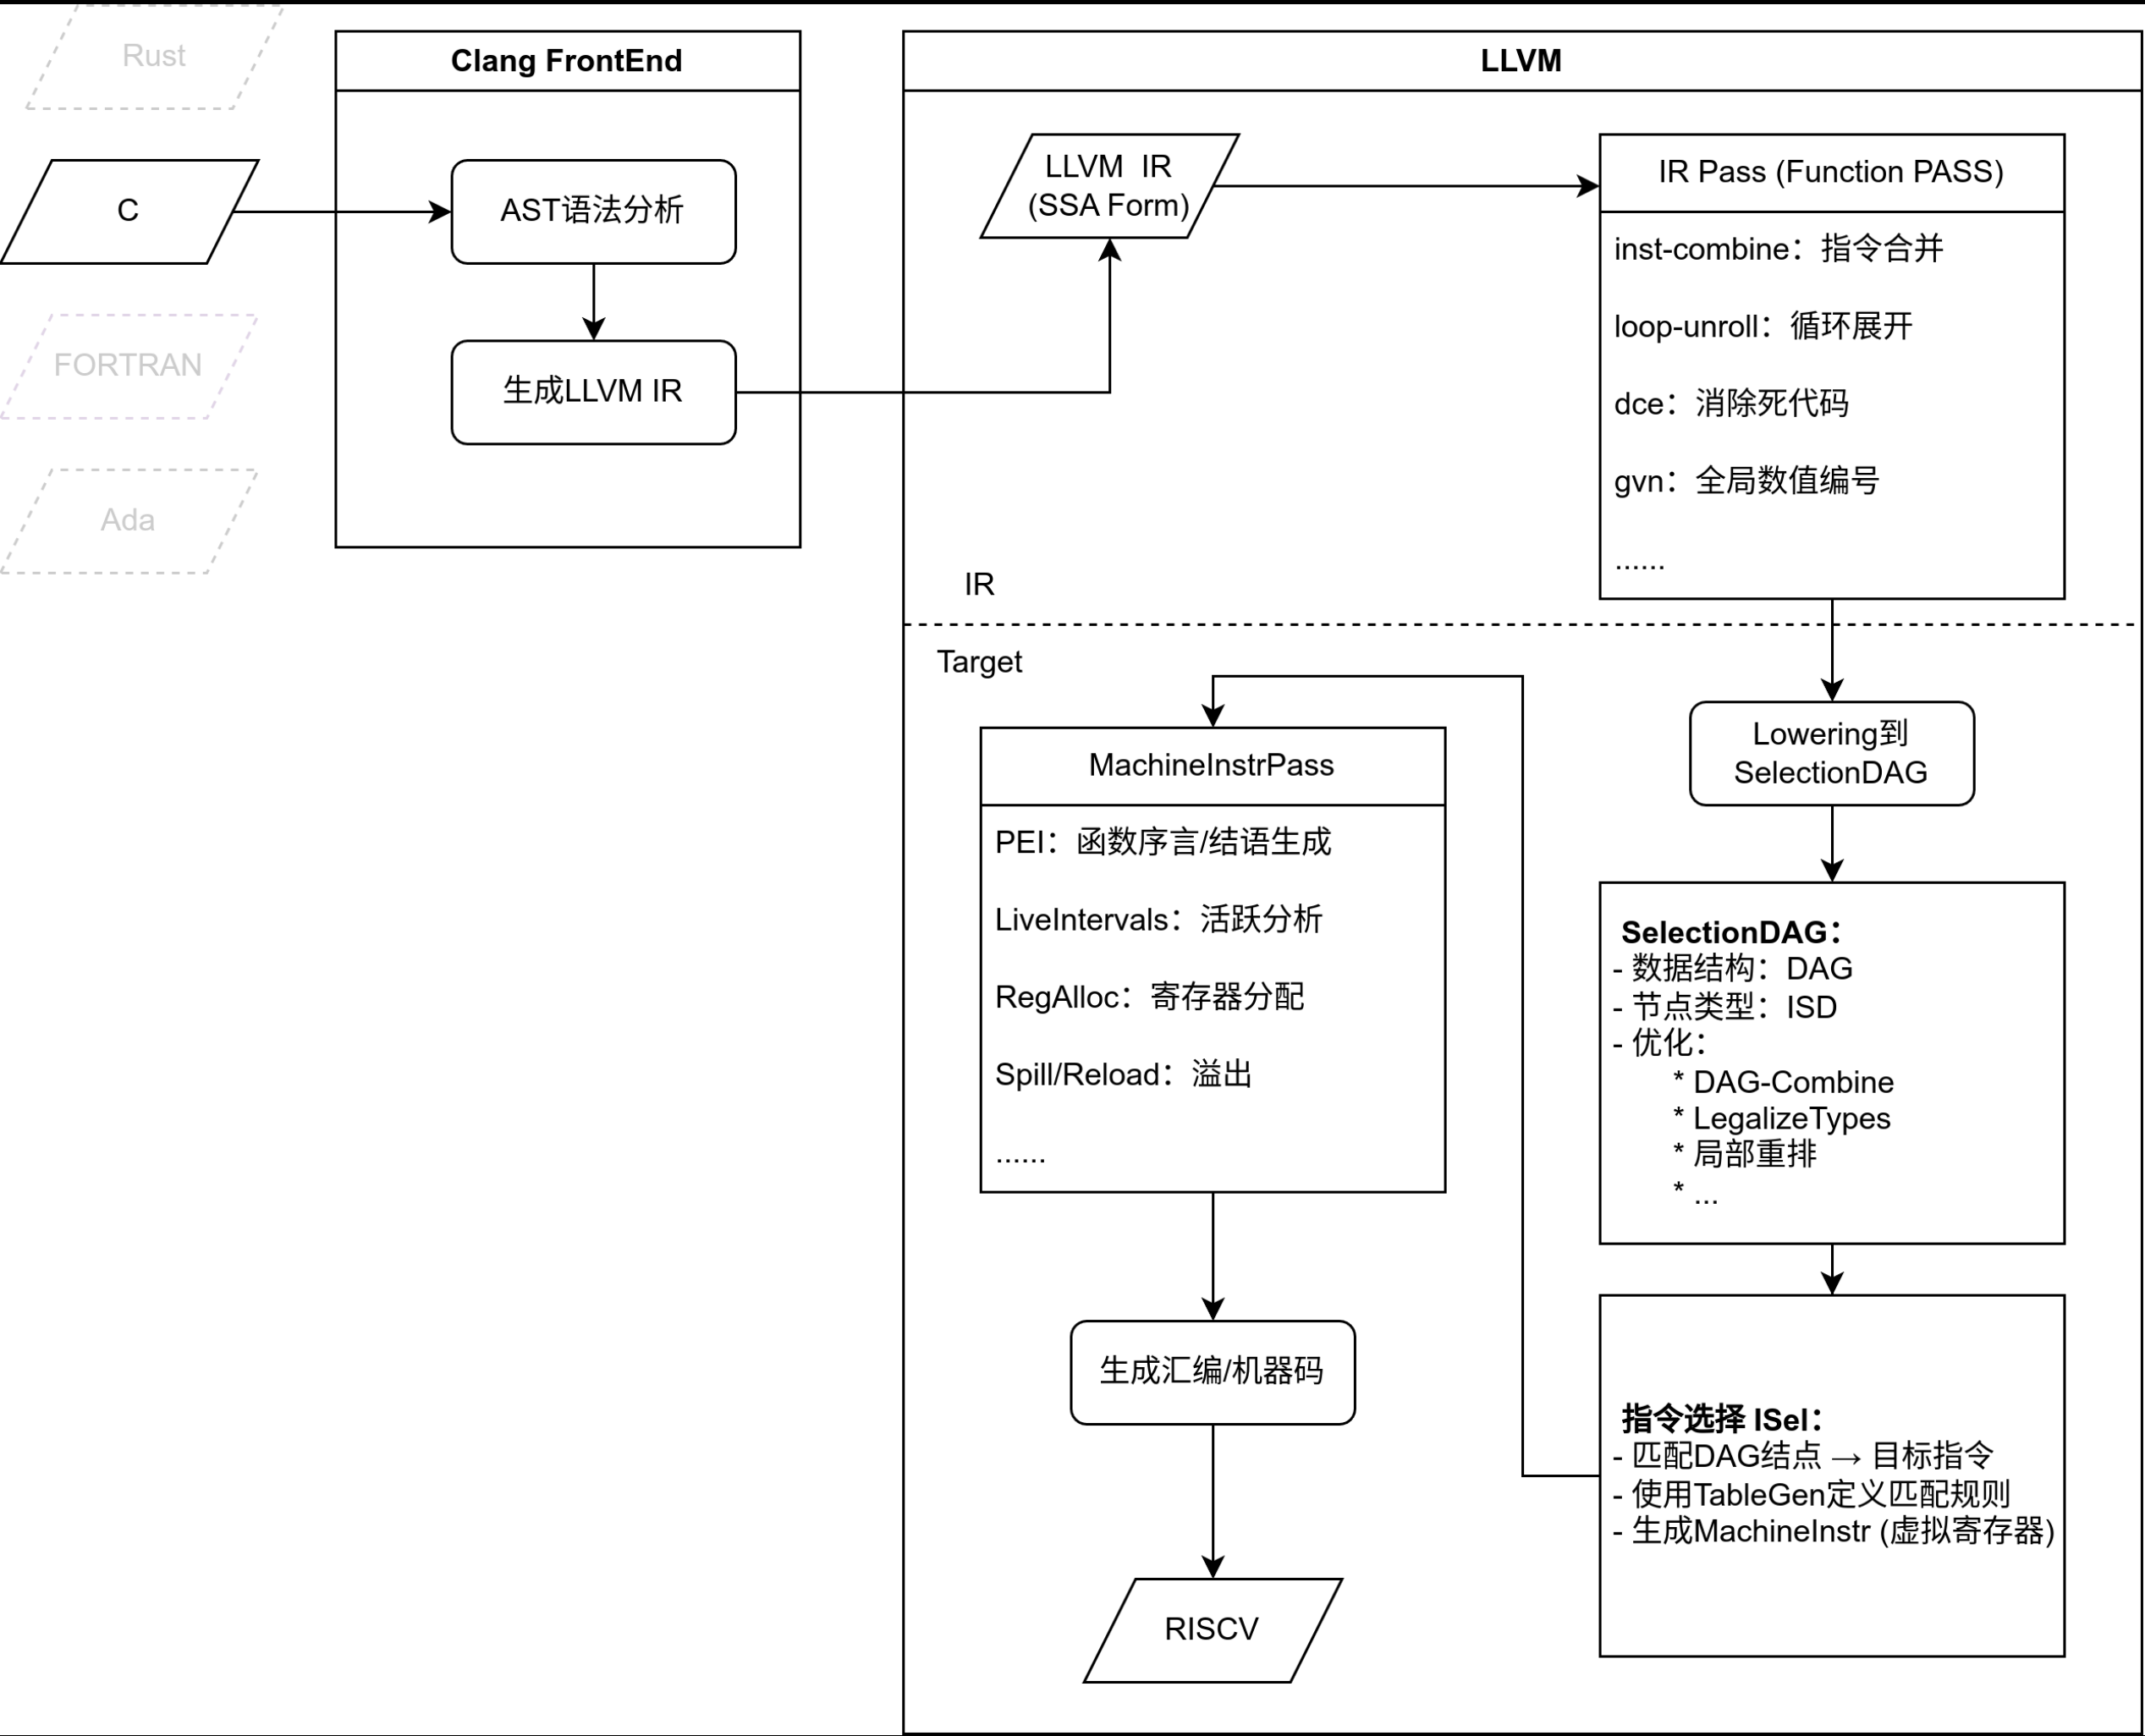 Rust
C
FORTRAN
Ada
Clang FrontEnd
AST语法分析
生成LLVM IR
LLVM
LLVM  IR
(SSA Form)
IR Pass (Function PASS)
inst-combine：指令合并
loop-unroll：循环展开
dce：消除死代码
gvn：全局数值编号
......
IR
Target
Lowering到
SelectionDAG
SelectionDAG：
- 数据结构：DAG
- 节点类型：ISD
- 优化：
* DAG-Combine
* LegalizeTypes
* 局部重排
* ...
指令选择 ISel：
- 匹配DAG结点 → 目标指令
- 使用TableGen定义匹配规则
- 生成MachineInstr (虚拟寄存器)
MachineInstrPass
PEI：函数序言/结语生成
LiveIntervals：活跃分析
RegAlloc：寄存器分配
Spill/Reload：溢出
......
生成汇编/机器码
RISCV